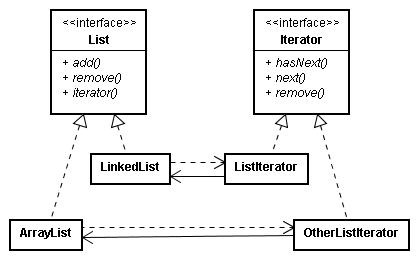 <<interface>>
List
+ add()
+ remove()
+ iterator()
<<interface>>
Iterator
+ hasNext()
+ next()
+ remove()
LinkedList
ListIterator
ArrayList
OtherListIterator